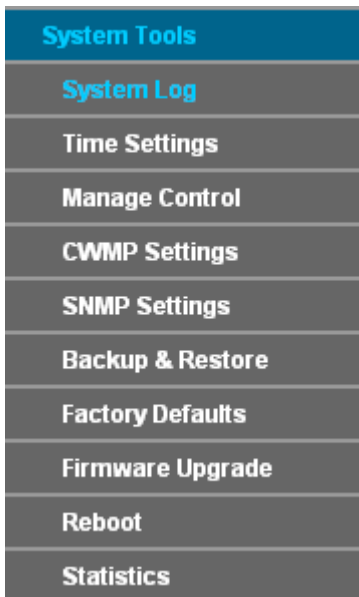 System Tools
System Log
Time Settings
Manage Control
CWMP Settings
SNMP Settings
Backup & Restore
Factory Defaults
Firmware Upgrade
Reboot
Statistics